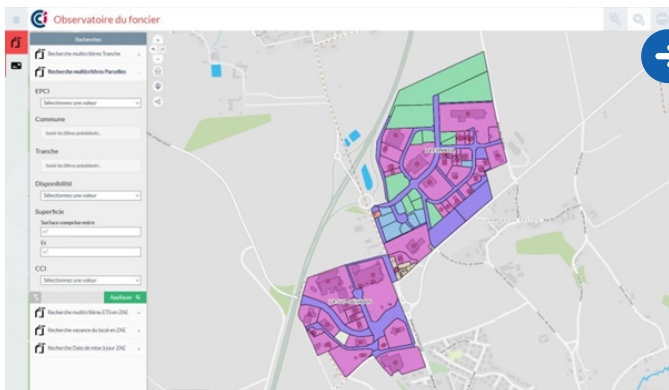 CCI Observatoire du foncier
Recherches
Recherche multicritères Tranche
Recherche multicritères Parcelles
EPCI
Sélectionnez une valeur
Commune
Saisir les filtres précédents...
Tranche
Saisir les filtres précédents...
Disponibilité
Sélectionnez une valeur
Superficie
Surface comprise entre
m²
Et
m²
CCI
Sélectionnez une valeur
Appliquer
Recherche multicritères ETS en ZAE
Recherche vacance du local en ZAE
Recherche Date de mise à jour ZAE